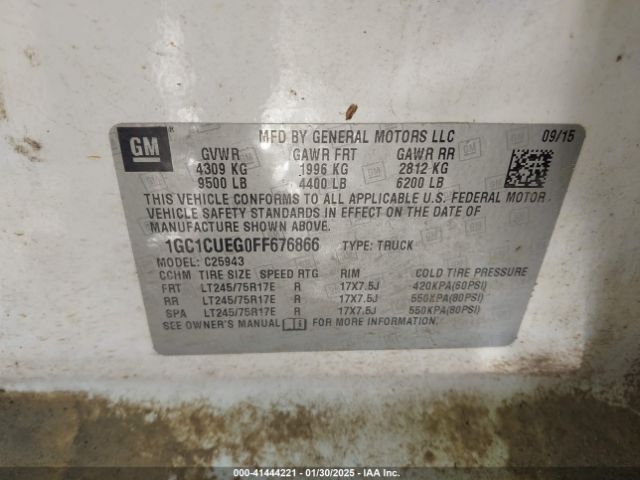 GM ®
MFD BY GENERAL MOTORS LLC 09/15
GVWR GAWR FRT GAWR RR
4309 KG 1996 KG 2812 KG
9500 LB 4400 LB 6200 LB
THIS VEHICLE CONFORMS TO ALL APPLICABLE U.S. FEDERAL MOTOR
VEHICLE SAFETY STANDARDS IN EFFECT ON THE DATE OF
MANUFACTURE SHOWN ABOVE.
1GC1CUEG0FF676866 TYPE: TRUCK
MODEL: C25943
CCHM TIRE SIZE SPEED RTG RIM COLD TIRE PRESSURE
FRT LT245/75R17E R 17X7.5J 420KPA(60PSI)
RR LT245/75R17E R 17X7.5J 550KPA(80PSI)
SPA LT245/75R17E R 17X7.5J 550KPA(80PSI)
SEE OWNER'S MANUAL FOR MORE INFORMATION.
000-41444221 - 01/30/2025 - IAA Inc.